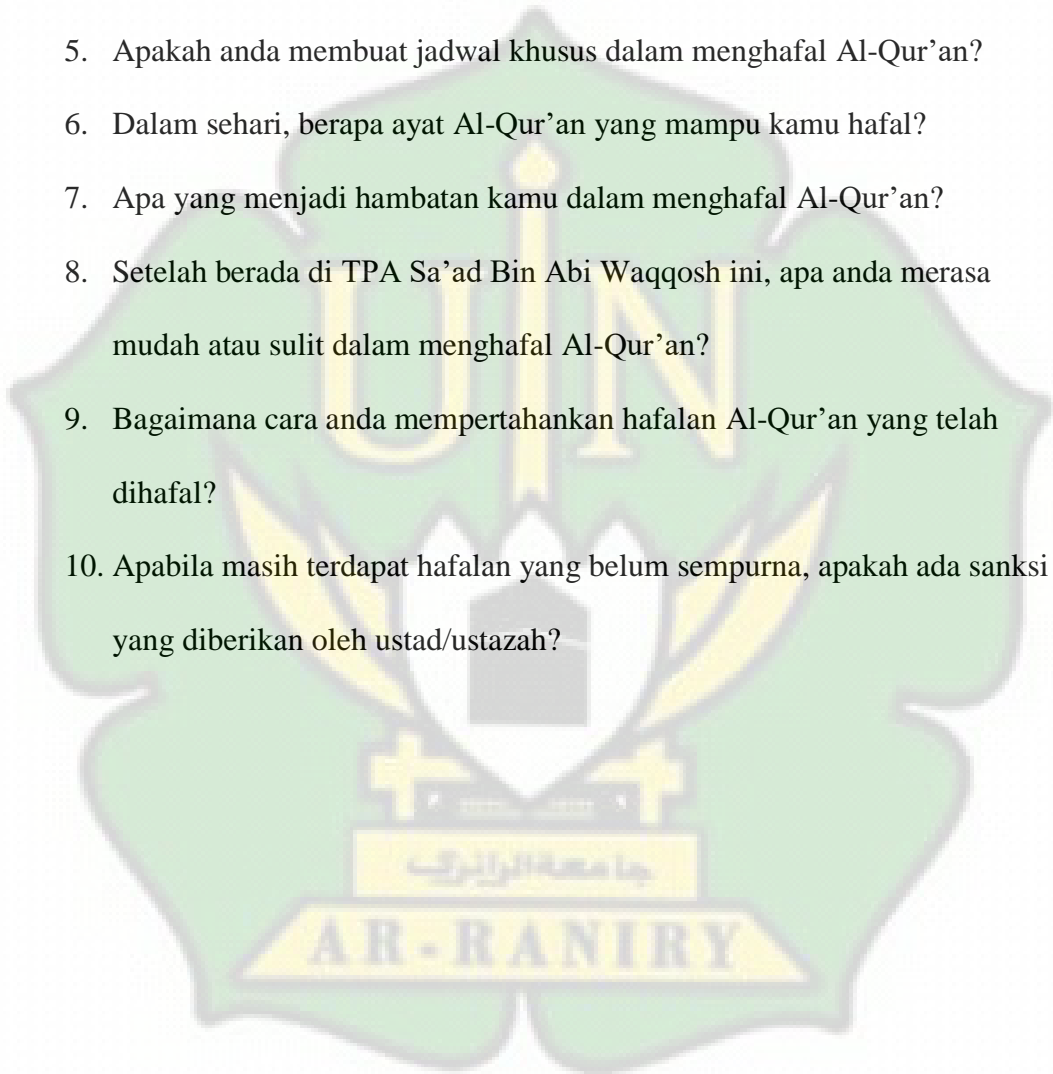 5. Apakah anda membuat jadwal khusus dalam menghafal Al-Qur’an?
6. Dalam sehari, berapa ayat Al-Qur’an yang mampu kamu hafal?
7. Apa yang menjadi hambatan kamu dalam menghafal Al-Qur’an?
8. Setelah berada di TPA Sa’ad Bin Abi Waqqosh ini, apa anda merasa
mudah atau sulit dalam menghafal Al-Qur’an?
9. Bagaimana cara anda mempertahankan hafalan Al-Qur’an yang telah
dihafal?
10. Apabila masih terdapat hafalan yang belum sempurna, apakah ada sanksi
yang diberikan oleh ustad/ustazah?
UIN
جامعة الرانري
AR-RANIRY